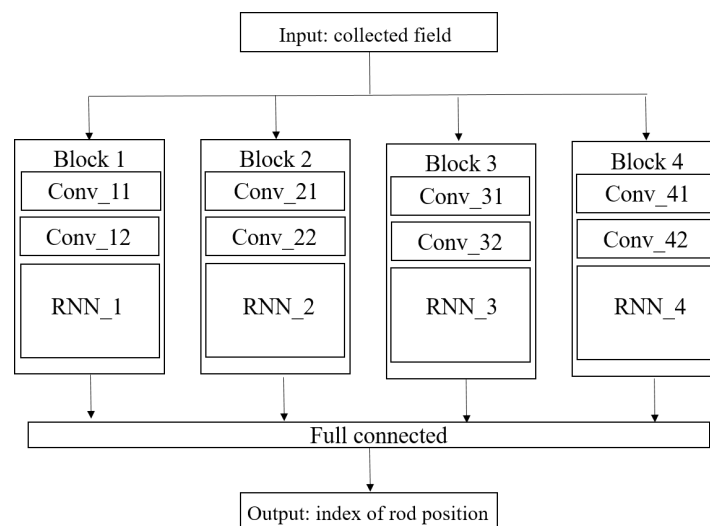 Input: collected field
Block 1
Conv_11
Conv_12
RNN_1
Block 2
Conv_21
Conv_22
RNN_2
Block 3
Conv_31
Conv_32
RNN_3
Block 4
Conv_41
Conv_42
RNN_4
Full connected
Output: index of rod position